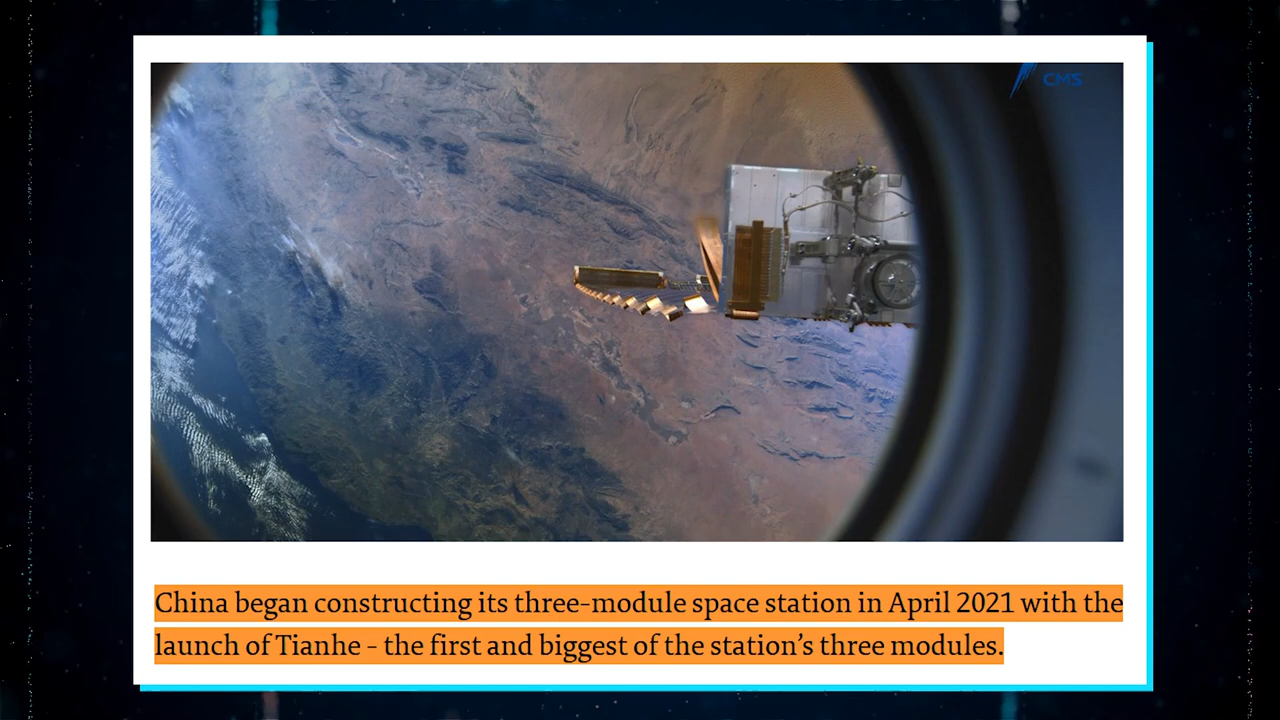 CMS
China began constructing its three-module space station in April 2021 with the
launch of Tianhe – the first and biggest of the station’s three modules.